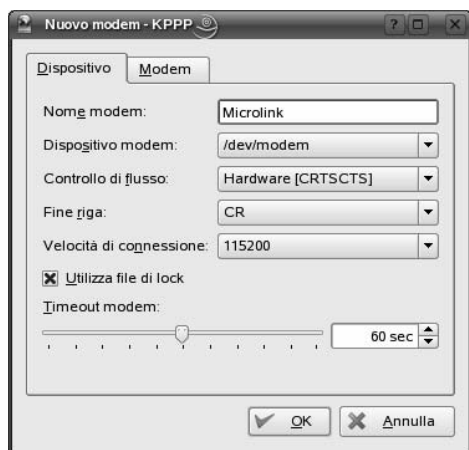 Nuovo modem - KPPP
Dispositivo
Modem
Nome modem: Microlink
Dispositivo modem: /dev/modem
Controllo di flusso: Hardware [CRTSCTS]
Fine riga: CR
Velocità di connessione: 115200
Utilizza file di lock
Timeout modem:
60 sec
OK
Annulla